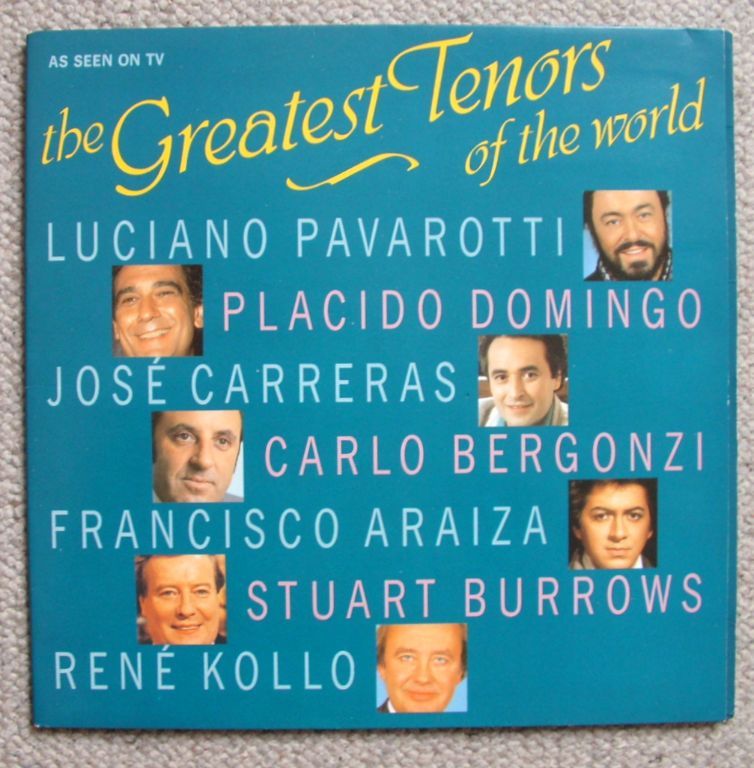 AS SEEN ON TV
the Greatest Tenors
of the world
LUCIANO PAVAROTTI
PLACIDO DOMINGO
JOSÉ CARRERAS
CARLO BERGONZI
FRANCISCO ARAIZA
STUART BURROWS
RENÉ KOLLO